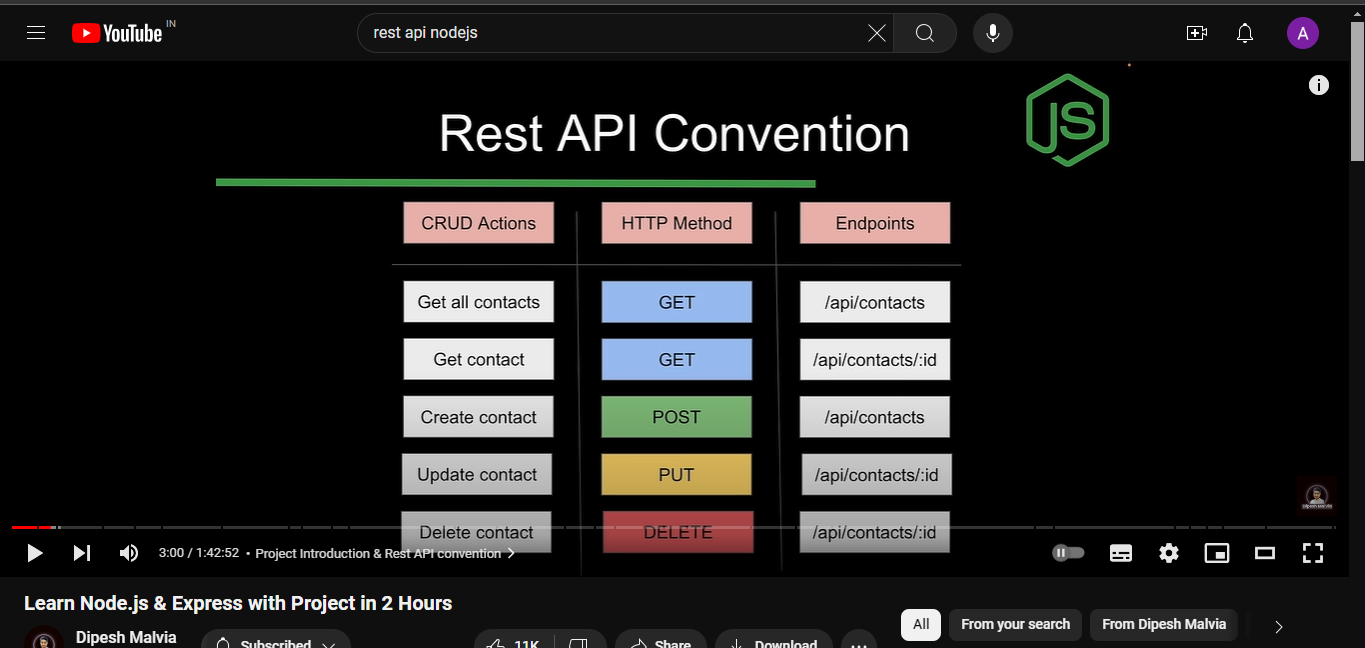 YouTube IN
rest api nodejs
A
Rest API Convention
JS
CRUD Actions HTTP Method Endpoints
Get all contacts GET /api/contacts
Get contact GET /api/contacts/:id
Create contact POST /api/contacts
Update contact PUT /api/contacts/:id
Delete contact DELETE /api/contacts/:id
Dipesh Malvia
3:00 / 1:42:52 • Project Introduction & Rest API convention
Learn Node.js & Express with Project in 2 Hours
Dipesh Malvia
Subscribed
11K
Share
Download
All
From your search
From Dipesh Malvia